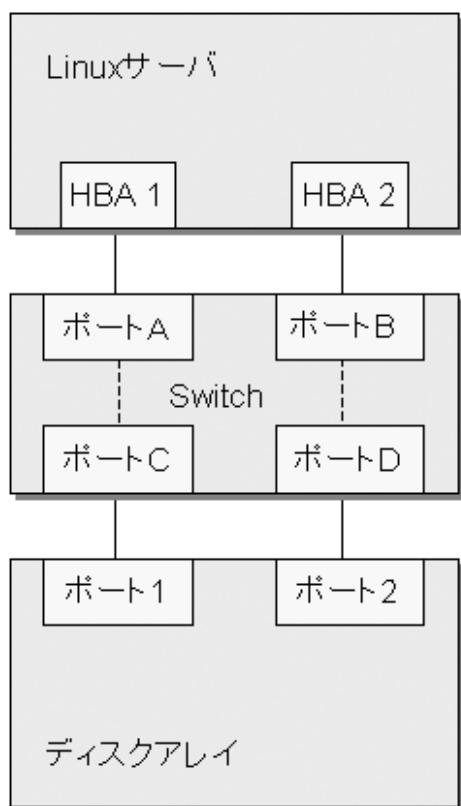 Linuxサーバ
HBA 1 HBA 2
ポートA ポートB
Switch
ポートC ポートD
ポート1 ポート2
ディスクアレイ